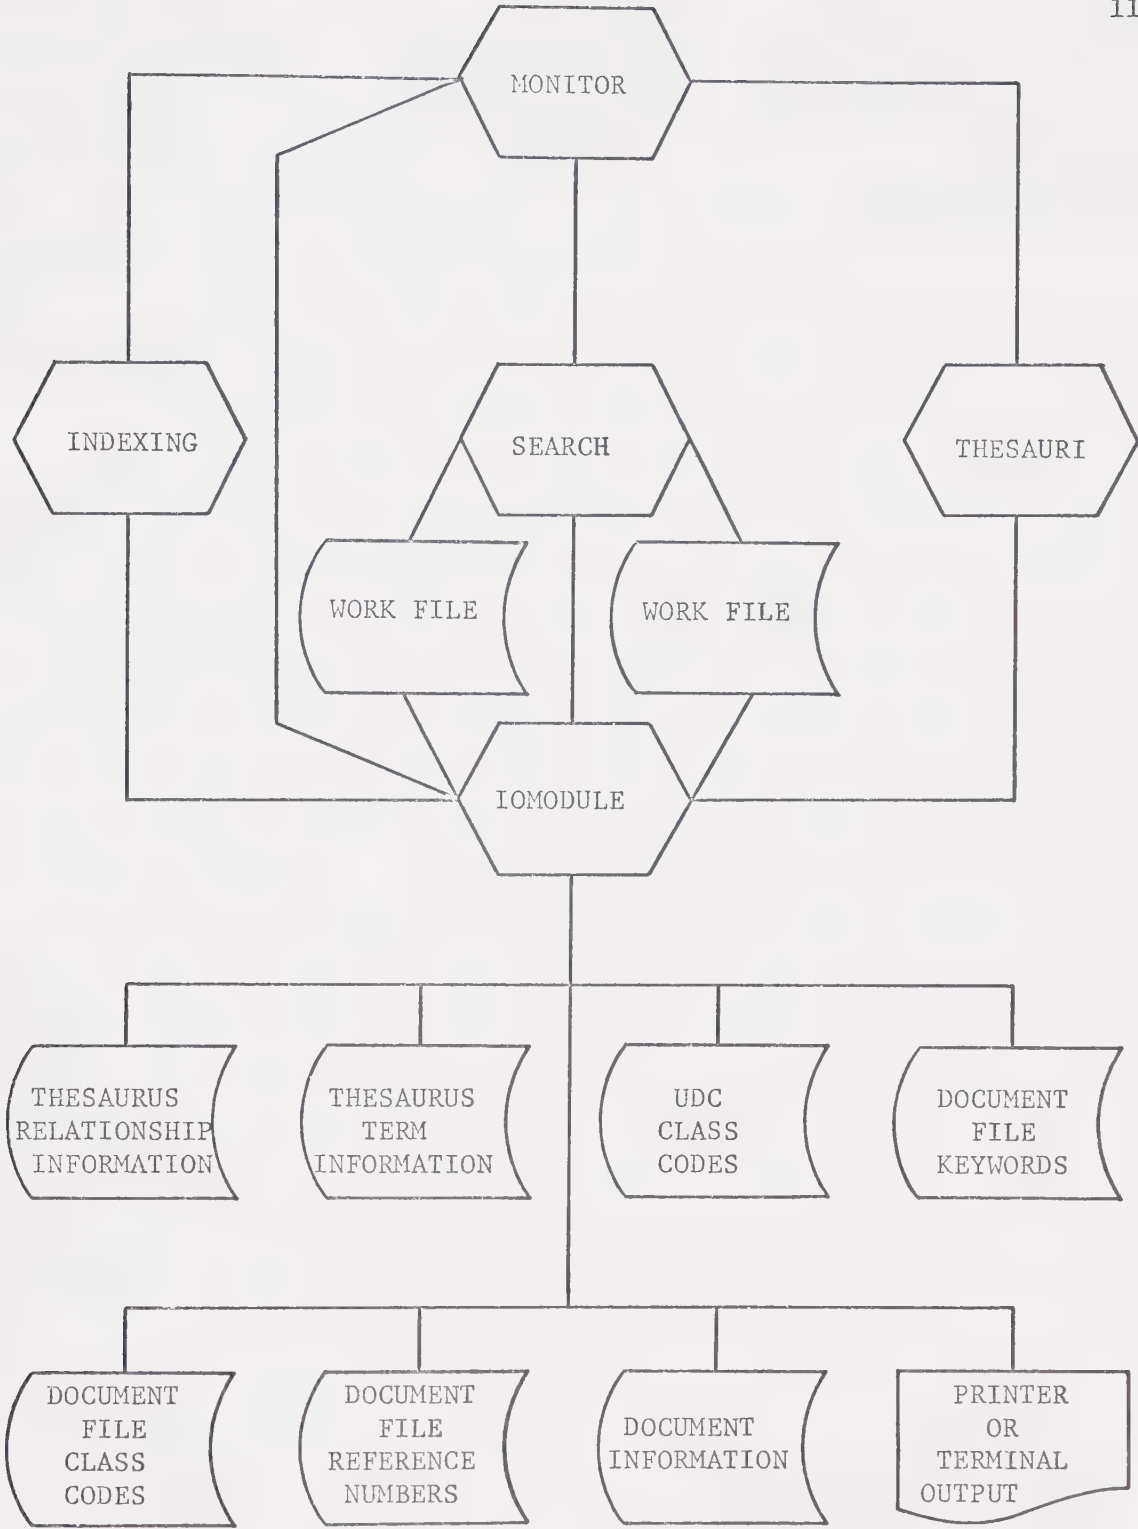 11
MONITOR
INDEXING
SEARCH
THESAURI
WORK FILE
WORK FILE
IOMODULE
THESAURUS
RELATIONSHIP
INFORMATION
THESAURUS
TERM
INFORMATION
UDC
CLASS
CODES
DOCUMENT
FILE
KEYWORDS
DOCUMENT
FILE
CLASS
CODES
DOCUMENT
FILE
REFERENCE
NUMBERS
DOCUMENT
INFORMATION
PRINTER
OR
TERMINAL
OUTPUT